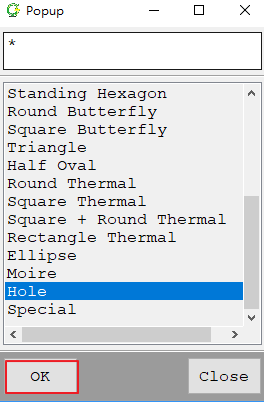 Popup
*
Standing Hexagon
Round Butterfly
Square Butterfly
Triangle
Half Oval
Round Thermal
Square Thermal
Square + Round Thermal
Rectangle Thermal
Ellipse
Moire
Hole
Special
OK
Close